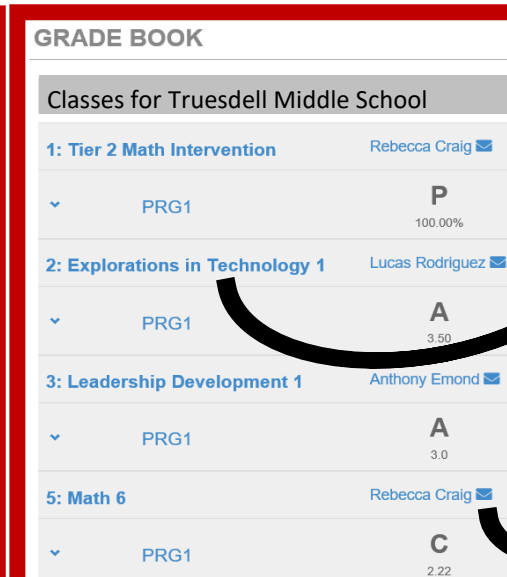 GRADE BOOK
Classes for Truesdell Middle School
1: Tier 2 Math Intervention Rebecca Craig
PRG1 P
100.00%
2: Explorations in Technology 1 Lucas Rodriguez
PRG1 A
3.50
3: Leadership Development 1 Anthony Emond
PRG1 A
3.0
5: Math 6 Rebecca Craig
PRG1 C
2.22